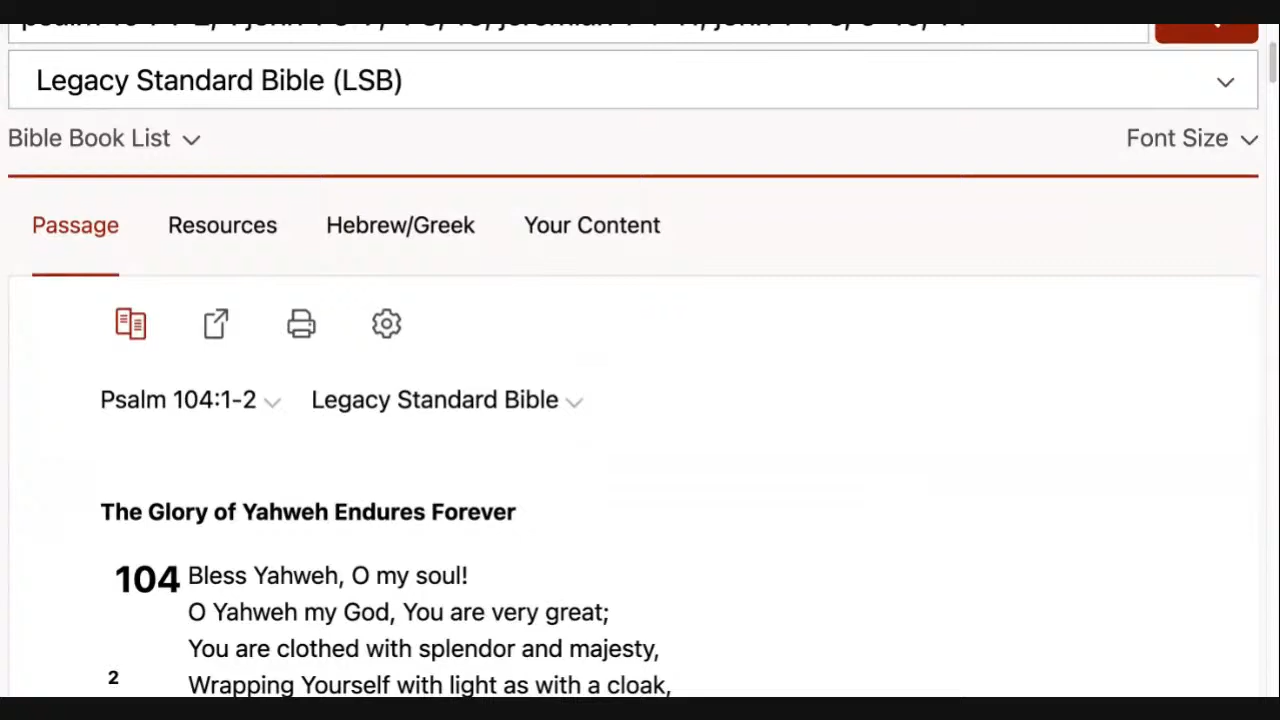 Legacy Standard Bible (LSB)
Bible Book List
Font Size
Passage Resources Hebrew/Greek Your Content
Psalm 104:1-2 Legacy Standard Bible
The Glory of Yahweh Endures Forever
104 Bless Yahweh, O my soul!
O Yahweh my God, You are very great;
You are clothed with splendor and majesty,
2 Wrapping Yourself with light as with a cloak,